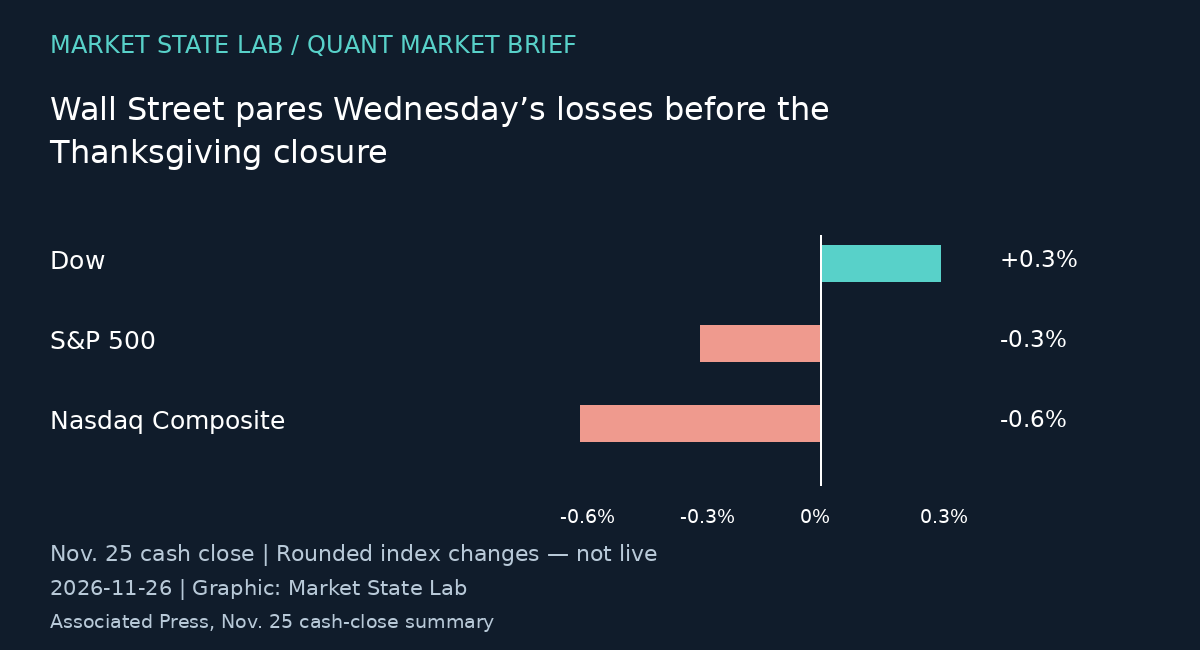 MARKET STATE LAB / QUANT MARKET BRIEF
Wall Street pares Wednesday’s losses before the
Thanksgiving closure
Dow +0.3%
S&P 500 -0.3%
Nasdaq Composite -0.6%
-0.6% -0.3% 0% 0.3%
Nov. 25 cash close | Rounded index changes — not live
2026-11-26 | Graphic: Market State Lab
Associated Press, Nov. 25 cash-close summary